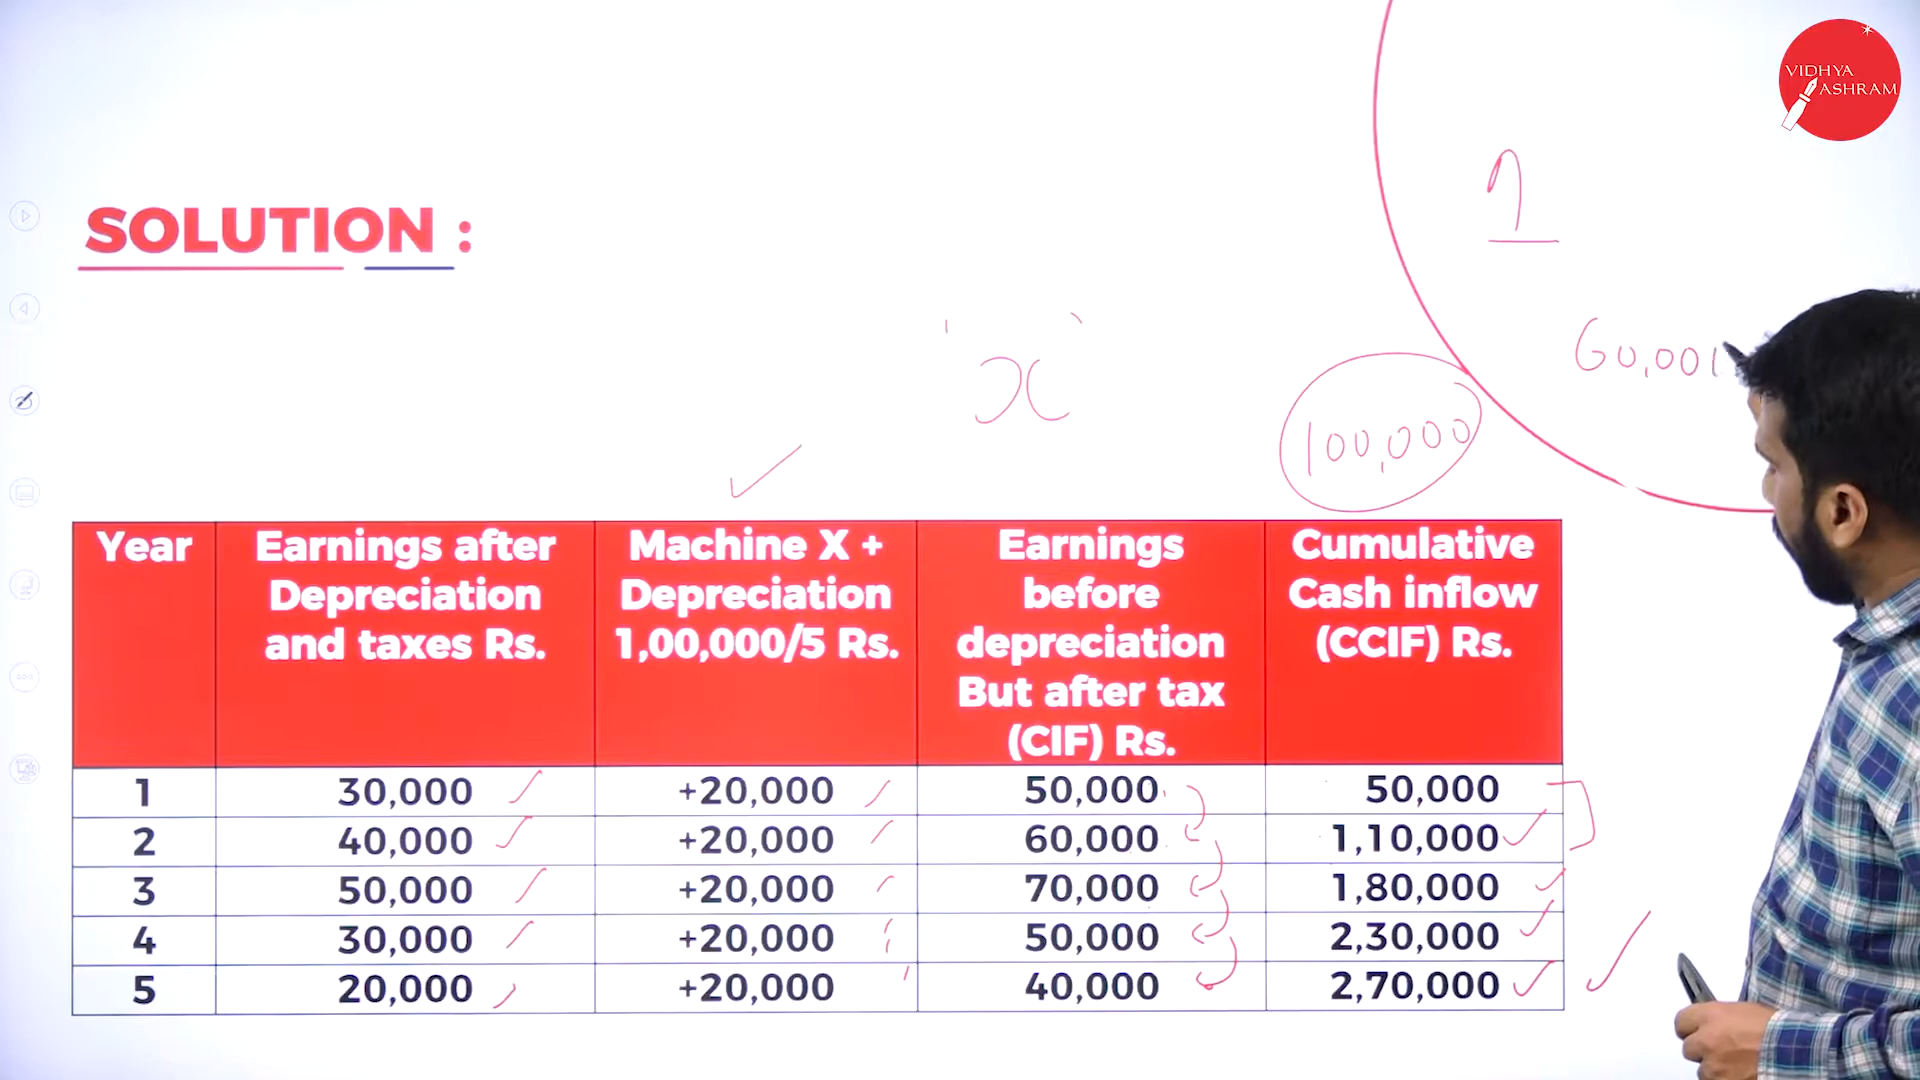 VIDHYA
ASHRAM
1
SOLUTION :
60,00
'x'
100,000
Year | Earnings after Depreciation and taxes Rs. | Machine X + Depreciation 1,00,000/5 Rs. | Earnings before depreciation But after tax (CIF) Rs. | Cumulative Cash inflow (CCIF) Rs.
1 | 30,000 | +20,000 | 50,000 | 50,000
2 | 40,000 | +20,000 | 60,000 | 1,10,000
3 | 50,000 | +20,000 | 70,000 | 1,80,000
4 | 30,000 | +20,000 | 50,000 | 2,30,000
5 | 20,000 | +20,000 | 40,000 | 2,70,000